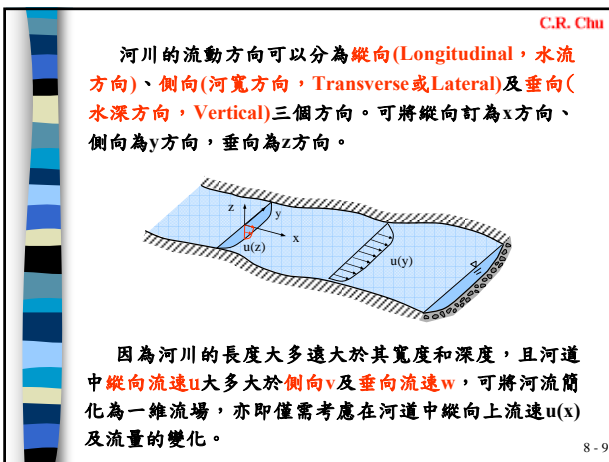 C.R. Chu
河川的流動方向可以分為縱向(Longitudinal，水流
方向)、側向(河寬方向，Transverse或Lateral)及垂向(
水深方向，Vertical)三個方向。可將縱向訂為x方向、
側向為y方向，垂向為z方向。
z
y
x
u(z)
u(y)
因為河川的長度大多遠大於其寬度和深度，且河道
中縱向流速u大多大於側向v及垂向流速w，可將河流簡
化為一維流場，亦即僅需考慮在河道中縱向上流速u(x)
及流量的變化。
8 - 9